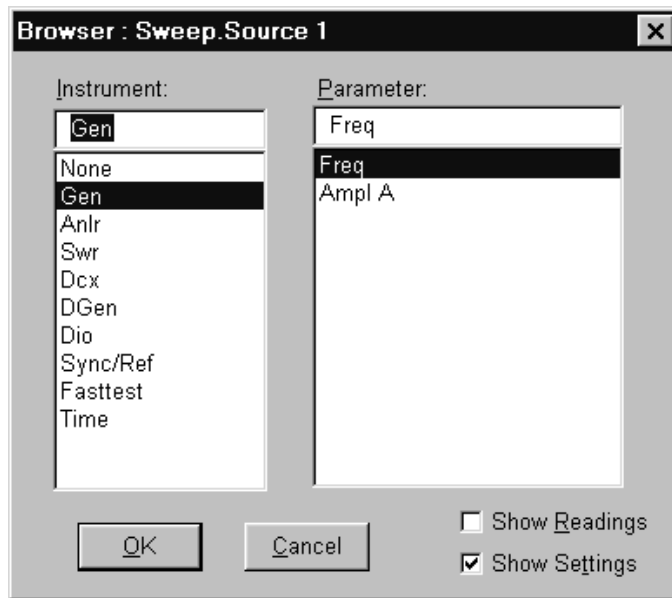 Browser : Sweep.Source 1
Instrument:
Gen
None
Gen
Anlr
Swr
Dcx
DGen
Dio
Sync/Ref
Fasttest
Time
Parameter:
Freq
Freq
Ampl A
OK
Cancel
Show Readings
Show Settings